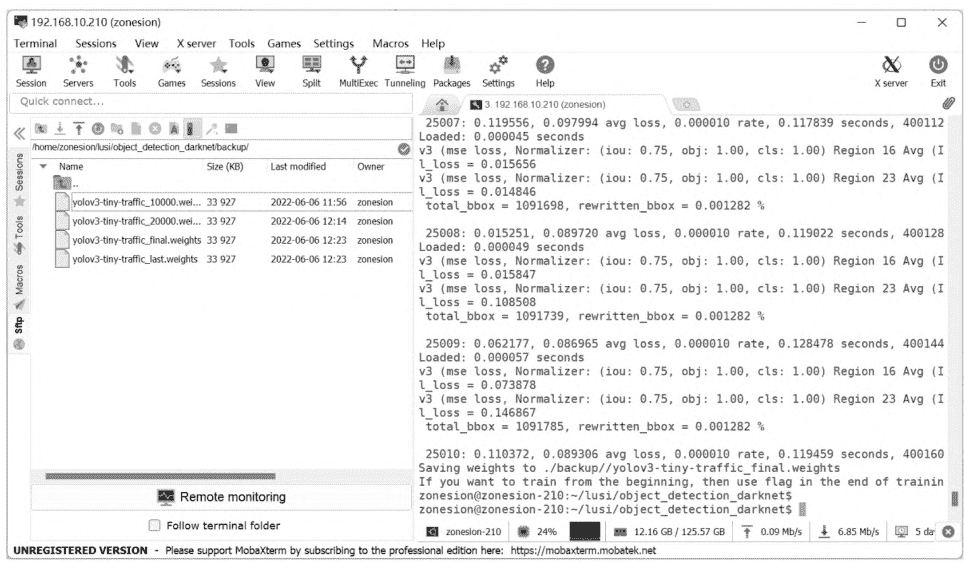 192.168.10.210 (zonesion)
Terminal Sessions View X server Tools Games Settings Macros Help
Session Servers Tools Games Sessions View Split MultiExec Tunneling Packages Settings Help X server Exit
Quick connect...
3. 192.168.10.210 (zonesion)
/home/zonesion/lusi/object_detection_darknet/backup/
Name Size (KB) Last modified Owner
..
yolov3-tiny-traffic_10000.wei... 33 927 2022-06-06 11:56 zonesion
yolov3-tiny-traffic_20000.wei... 33 927 2022-06-06 12:14 zonesion
yolov3-tiny-traffic_final.weights 33 927 2022-06-06 12:23 zonesion
yolov3-tiny-traffic_last.weights 33 927 2022-06-06 12:23 zonesion
Sessions
Tools
Macros
Sftp
Remote monitoring
Follow terminal folder
25007: 0.119556, 0.097994 avg loss, 0.000010 rate, 0.117839 seconds, 400112
Loaded: 0.000045 seconds
v3 (mse loss, Normalizer: (iou: 0.75, obj: 1.00, cls: 1.00) Region 16 Avg (I
l_loss = 0.015656
v3 (mse loss, Normalizer: (iou: 0.75, obj: 1.00, cls: 1.00) Region 23 Avg (I
l_loss = 0.014846
total_bbox = 1091698, rewritten_bbox = 0.001282 %
25008: 0.015251, 0.089720 avg loss, 0.000010 rate, 0.119022 seconds, 400128
Loaded: 0.000049 seconds
v3 (mse loss, Normalizer: (iou: 0.75, obj: 1.00, cls: 1.00) Region 16 Avg (I
l_loss = 0.015847
v3 (mse loss, Normalizer: (iou: 0.75, obj: 1.00, cls: 1.00) Region 23 Avg (I
l_loss = 0.108508
total_bbox = 1091739, rewritten_bbox = 0.001282 %
25009: 0.062177, 0.086965 avg loss, 0.000010 rate, 0.128478 seconds, 400144
Loaded: 0.000057 seconds
v3 (mse loss, Normalizer: (iou: 0.75, obj: 1.00, cls: 1.00) Region 16 Avg (I
l_loss = 0.073878
v3 (mse loss, Normalizer: (iou: 0.75, obj: 1.00, cls: 1.00) Region 23 Avg (I
l_loss = 0.146867
total_bbox = 1091785, rewritten_bbox = 0.001282 %
25010: 0.110372, 0.089306 avg loss, 0.000010 rate, 0.119459 seconds, 400160
Saving weights to ./backup//yolov3-tiny-traffic_final.weights
If you want to train from the beginning, then use flag in the end of trainin
zonesion@zonesion-210:~/lusi/object_detection_darknet$
zonesion@zonesion-210:~/lusi/object_detection_darknet$
zonesion-210 24% 12.16 GB / 125.57 GB 0.09 Mb/s 6.85 Mb/s 5 da
UNREGISTERED VERSION - Please support MobaXterm by subscribing to the professional edition here: https://mobaxterm.mobatek.net